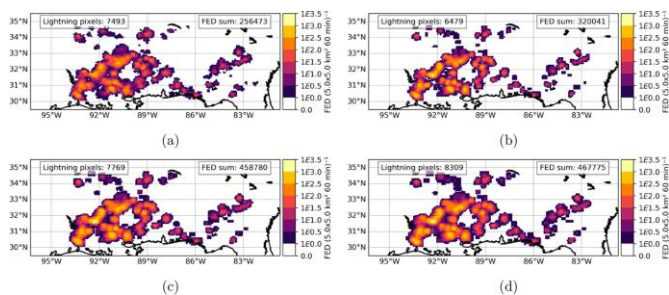 Lightning pixels: 7493 FED sum: 256473
35°N
34°N
33°N
32°N
31°N
30°N
95°W 92°W 89°W 86°W 83°W
1E3.5
1E3.0
1E2.5
1E2.0
1E1.5
1E1.0
1E0.0
0.0
FED (5.0x5.0 km² 60 min)⁻¹
(a)
Lightning pixels: 6479 FED sum: 320041
35°N
34°N
33°N
32°N
31°N
30°N
95°W 92°W 89°W 86°W 83°W
1E3.5
1E3.0
1E2.5
1E2.0
1E1.5
1E1.0
1E0.0
0.0
FED (5.0x5.0 km² 60 min)⁻¹
(b)
Lightning pixels: 7769 FED sum: 458780
35°N
34°N
33°N
32°N
31°N
30°N
95°W 92°W 89°W 86°W 83°W
1E3.5
1E3.0
1E2.5
1E2.0
1E1.5
1E1.0
1E0.0
0.0
FED (5.0x5.0 km² 60 min)⁻¹
(c)
Lightning pixels: 8309 FED sum: 467775
35°N
34°N
33°N
32°N
31°N
30°N
95°W 92°W 89°W 86°W 83°W
1E3.5
1E3.0
1E2.5
1E2.0
1E1.5
1E1.0
1E0.0
0.0
FED (5.0x5.0 km² 60 min)⁻¹
(d)